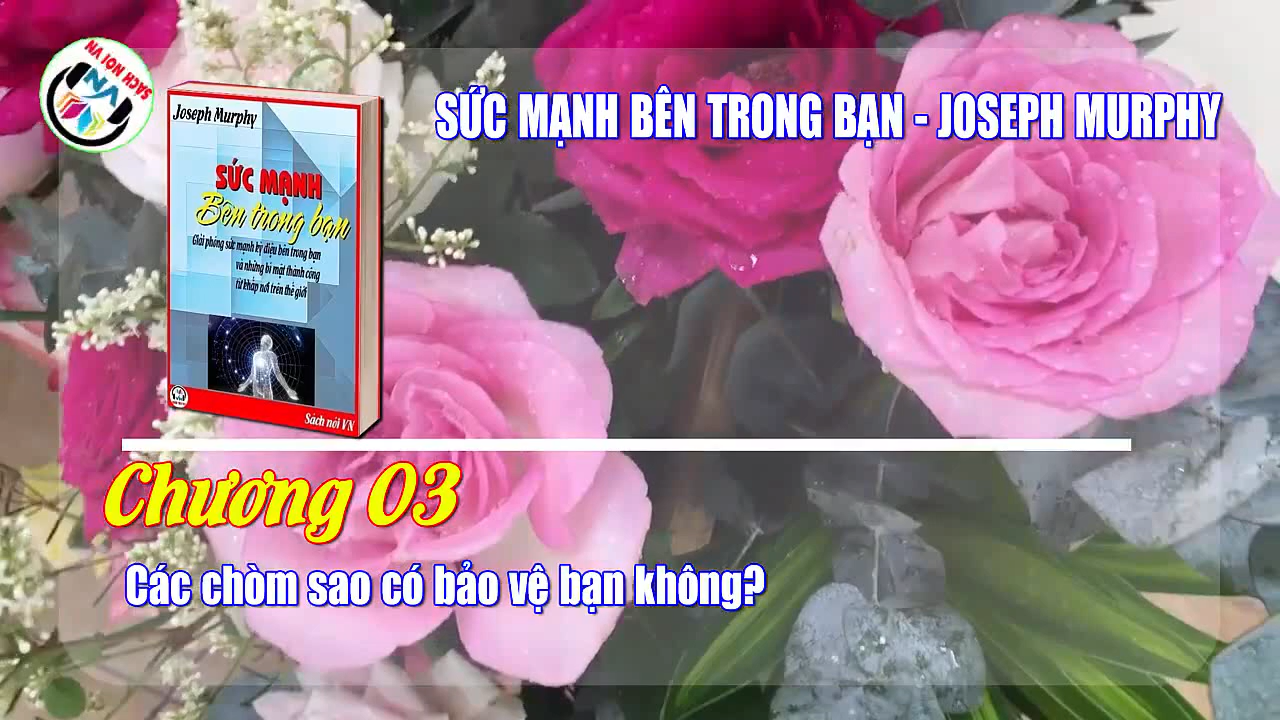 NA NÓI VN
SÁCH
NA
SỨC MẠNH BÊN TRONG BẠN - JOSEPH MURPHY
Joseph Murphy
SỨC MẠNH
Bên trong bạn
Giải phóng sức mạnh kỳ diệu bên trong bạn
và những bí mật thành công
từ khắp nơi trên thế giới
Sách nói VN
Chương 03
Các chòm sao có bảo vệ bạn không?